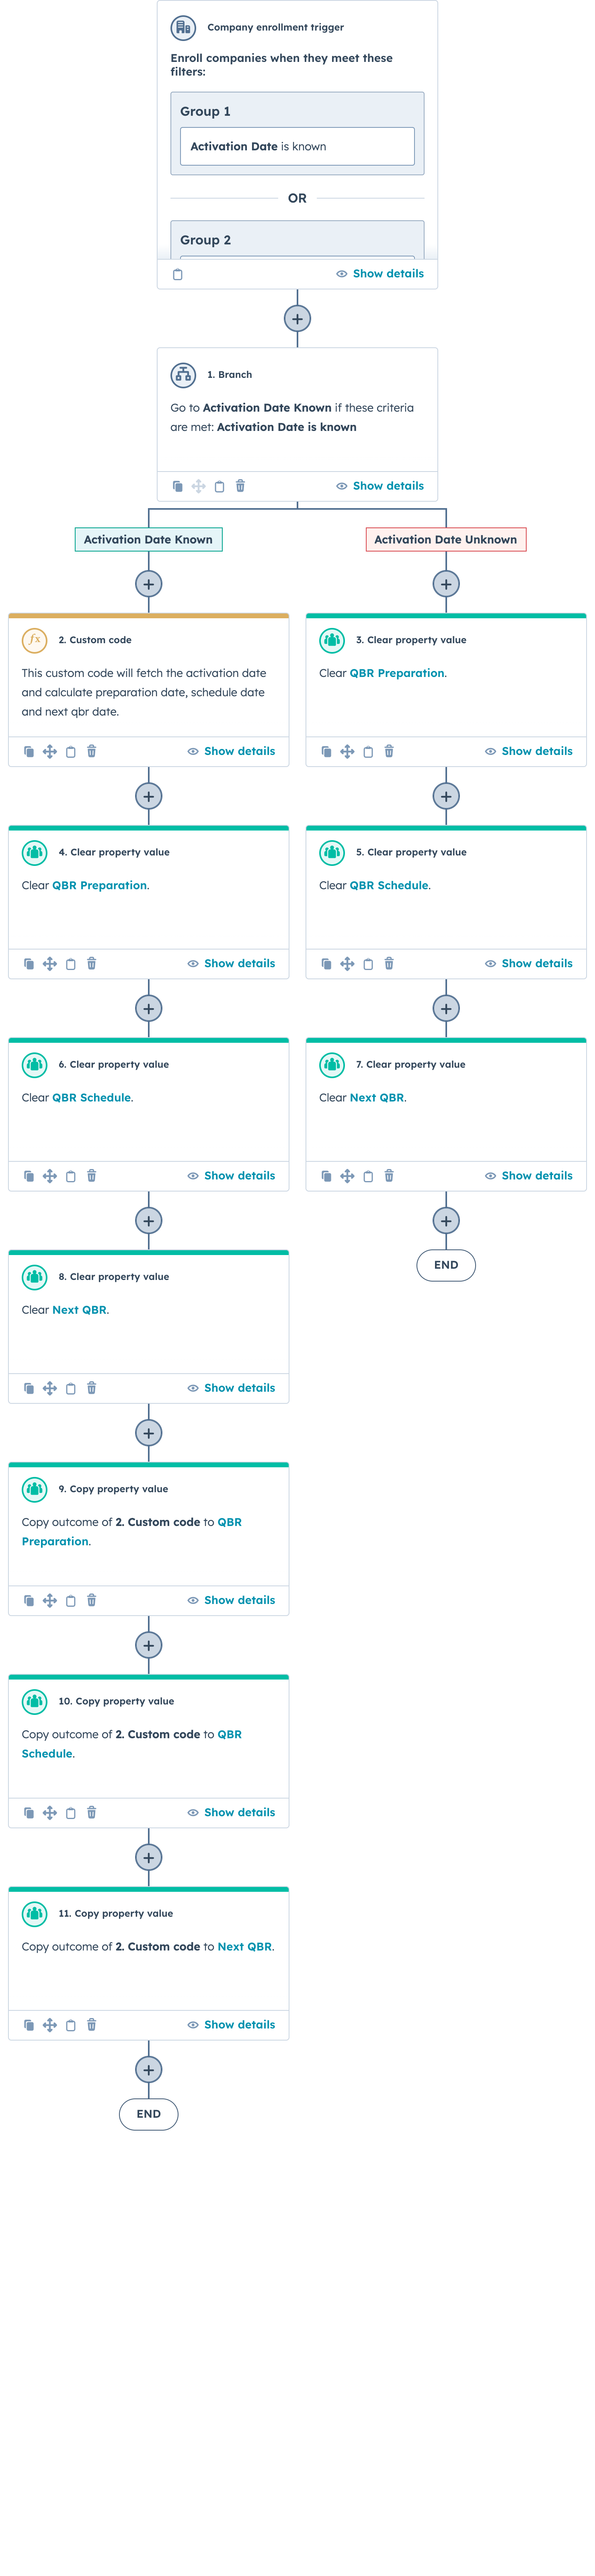 Company enrollment trigger
Enroll companies when they meet these
filters:
Group 1
Activation Date is known
OR
Group 2
Show details
1. Branch
Go to Activation Date Known if these criteria
are met: Activation Date is known
Show details
Activation Date Known
Activation Date Unknown
fx
2. Custom code
This custom code will fetch the activation date
and calculate preparation date, schedule date
and next qbr date.
Show details
3. Clear property value
Clear QBR Preparation.
Show details
4. Clear property value
Clear QBR Preparation.
Show details
5. Clear property value
Clear QBR Schedule.
Show details
6. Clear property value
Clear QBR Schedule.
Show details
7. Clear property value
Clear Next QBR.
Show details
END
8. Clear property value
Clear Next QBR.
Show details
9. Copy property value
Copy outcome of 2. Custom code to QBR
Preparation.
Show details
10. Copy property value
Copy outcome of 2. Custom code to QBR
Schedule.
Show details
11. Copy property value
Copy outcome of 2. Custom code to Next QBR.
Show details
END